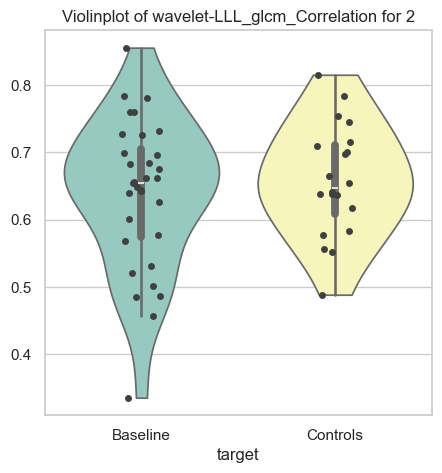 Violinplot of wavelet-LLL_glcm_Correlation for 2
0.8
0.7
0.6
0.5
0.4
Baseline Controls
target